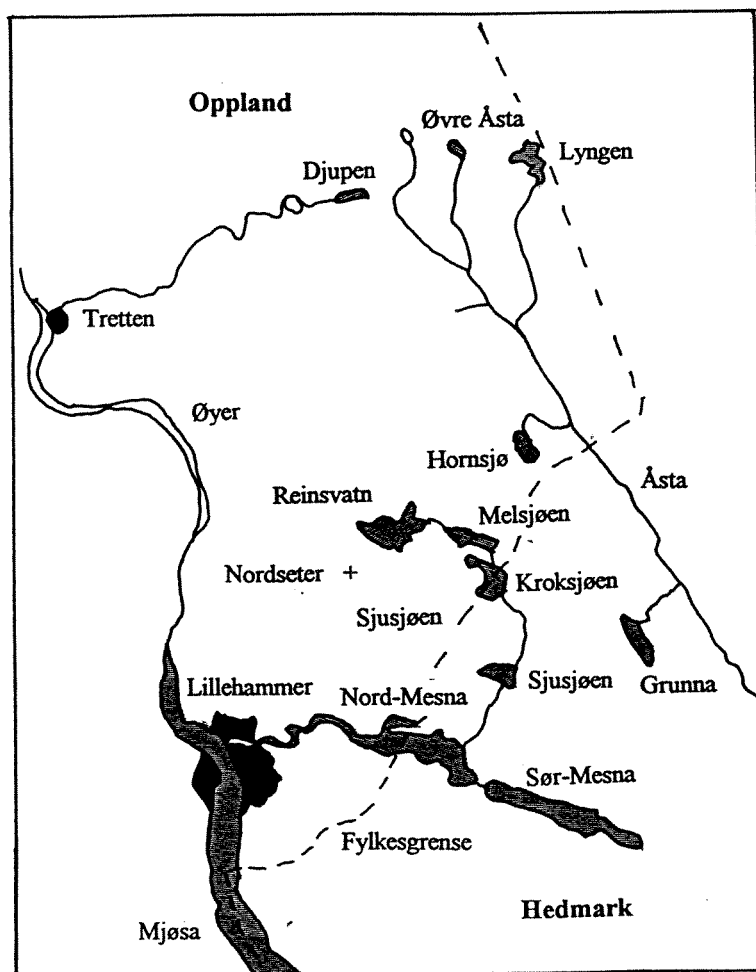 Oppland
Øvre Åsta
Lyngen
Djupen
Tretten
Øyer
Hornsjø
Åsta
Reinsvatn
Melsjøen
Nordseter
Kroksjøen
Sjusjøen
Sjusjøen
Grunna
Lillehammer
Nord-Mesna
Sør-Mesna
Fylkesgrense
Hedmark
Mjøsa